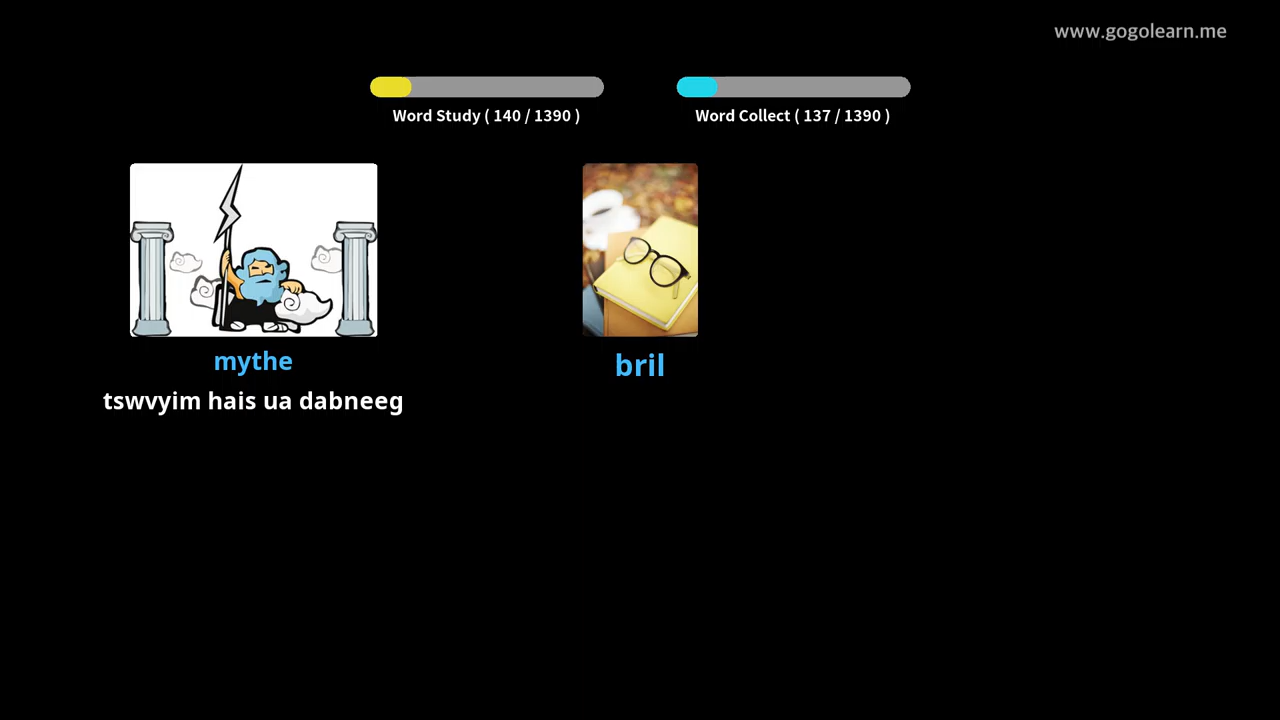 www.gogolearn.me
Word Study ( 140 / 1390 )
Word Collect ( 137 / 1390 )
mythe
tswvyim hais ua dabneeg
bril